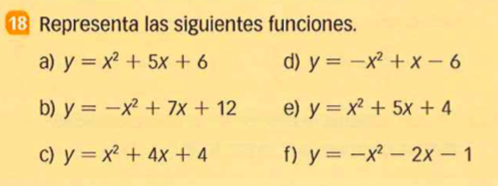 18 Representa las siguientes funciones.
a) y = x² + 5x + 6
d) y = −x² + x − 6
b) y = −x² + 7x + 12
e) y = x² + 5x + 4
c) y = x² + 4x + 4
f) y = −x² − 2x − 1